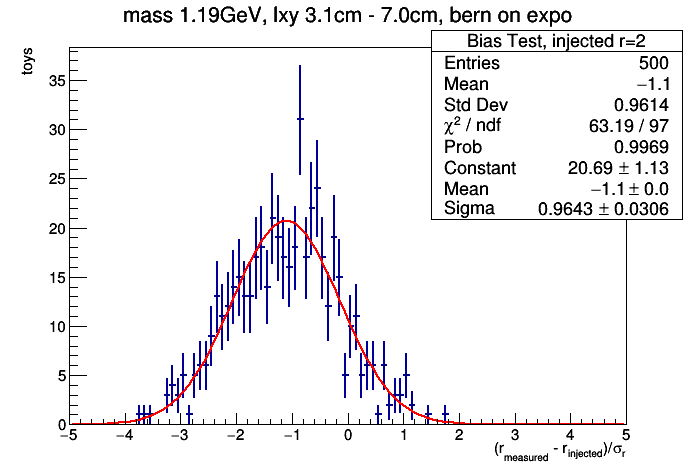 mass 1.19GeV, lxy 3.1cm - 7.0cm, bern on expo
Bias Test, injected r=2
Entries 500
Mean −1.1
Std Dev 0.9614
χ² / ndf 63.19 / 97
Prob 0.9969
Constant 20.69 ± 1.13
Mean −1.1 ± 0.0
Sigma 0.9643 ± 0.0306
toys
35
30
25
20
15
10
5
0
−5 −4 −3 −2 −1 0 1 2 3 4 5
(r_measured - r_injected)/σ_r